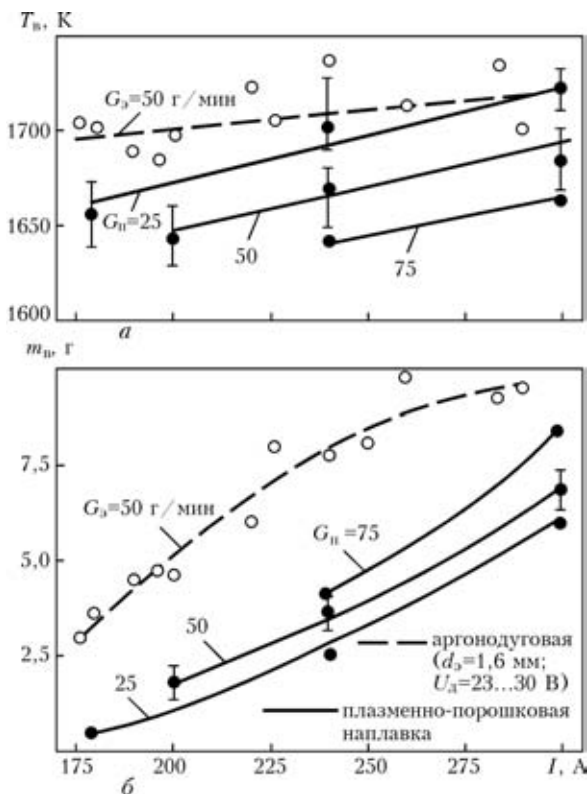 Tв, К
Gэ=50 г/мин
1700
Gп=25
1650
50
75
1600
а
mв, г
7,5
Gэ=50 г/мин
Gп=75
5,0
50
аргонодуговая
(dэ=1,6 мм;
2,5
Uд=23...30 В)
25
плазменно-порошковая
наплавка
175 200 225 250 275 I, А
б